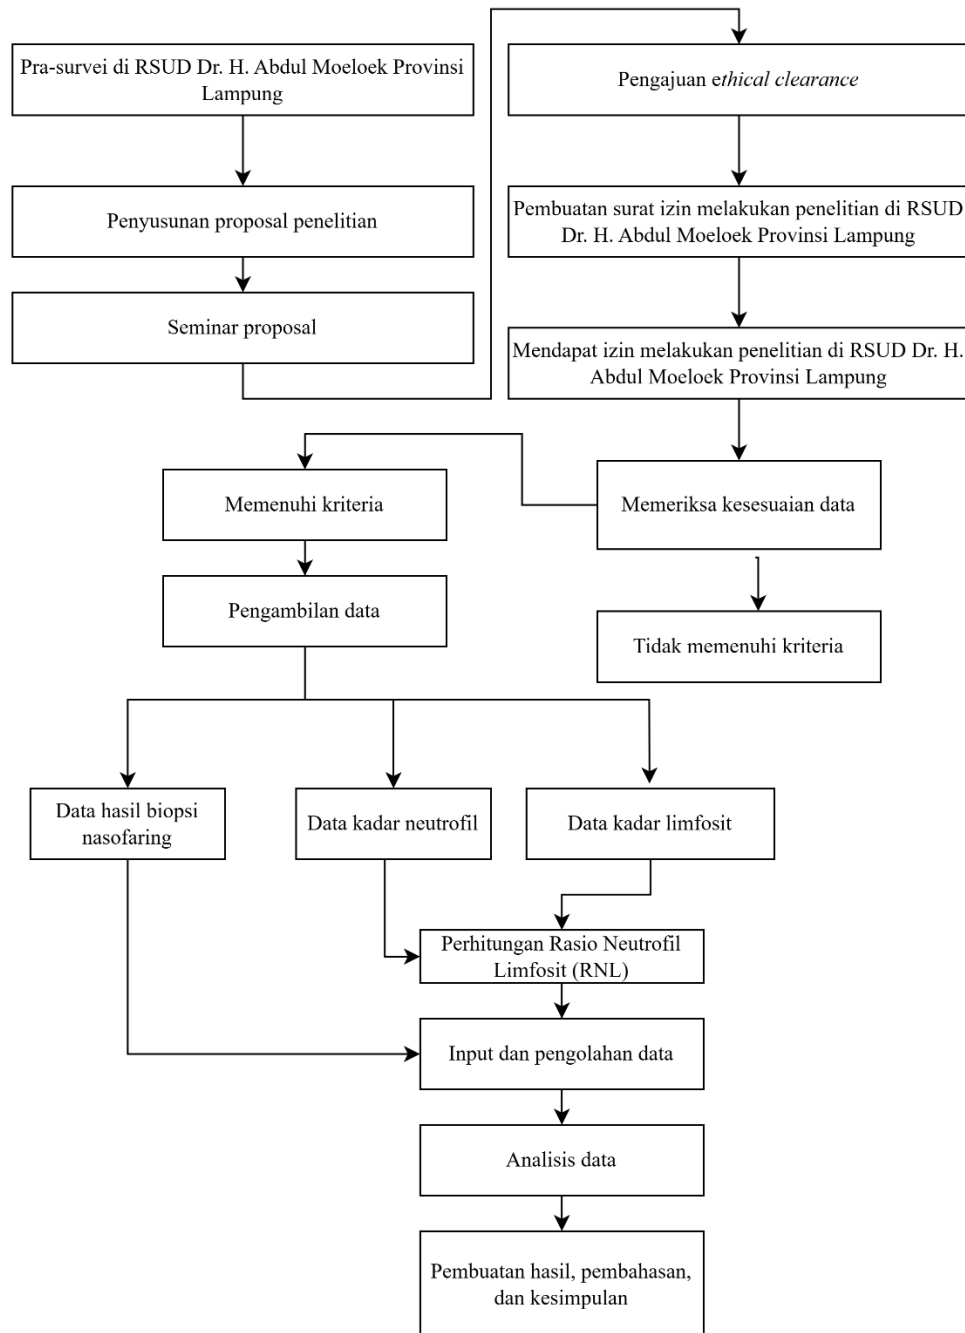 Pra-survei di RSUD Dr. H. Abdul Moeloek Provinsi
Lampung
Penyusunan proposal penelitian
Seminar proposal
Pengajuan ethical clearance
Pembuatan surat izin melakukan penelitian di RSUD
Dr. H. Abdul Moeloek Provinsi Lampung
Mendapat izin melakukan penelitian di RSUD Dr. H.
Abdul Moeloek Provinsi Lampung
Memeriksa kesesuaian data
Memenuhi kriteria
Pengambilan data
Tidak memenuhi kriteria
Data hasil biopsi
nasofaring
Data kadar neutrofil
Data kadar limfosit
Perhitungan Rasio Neutrofil
Limfosit (RNL)
Input dan pengolahan data
Analisis data
Pembuatan hasil, pembahasan,
dan kesimpulan